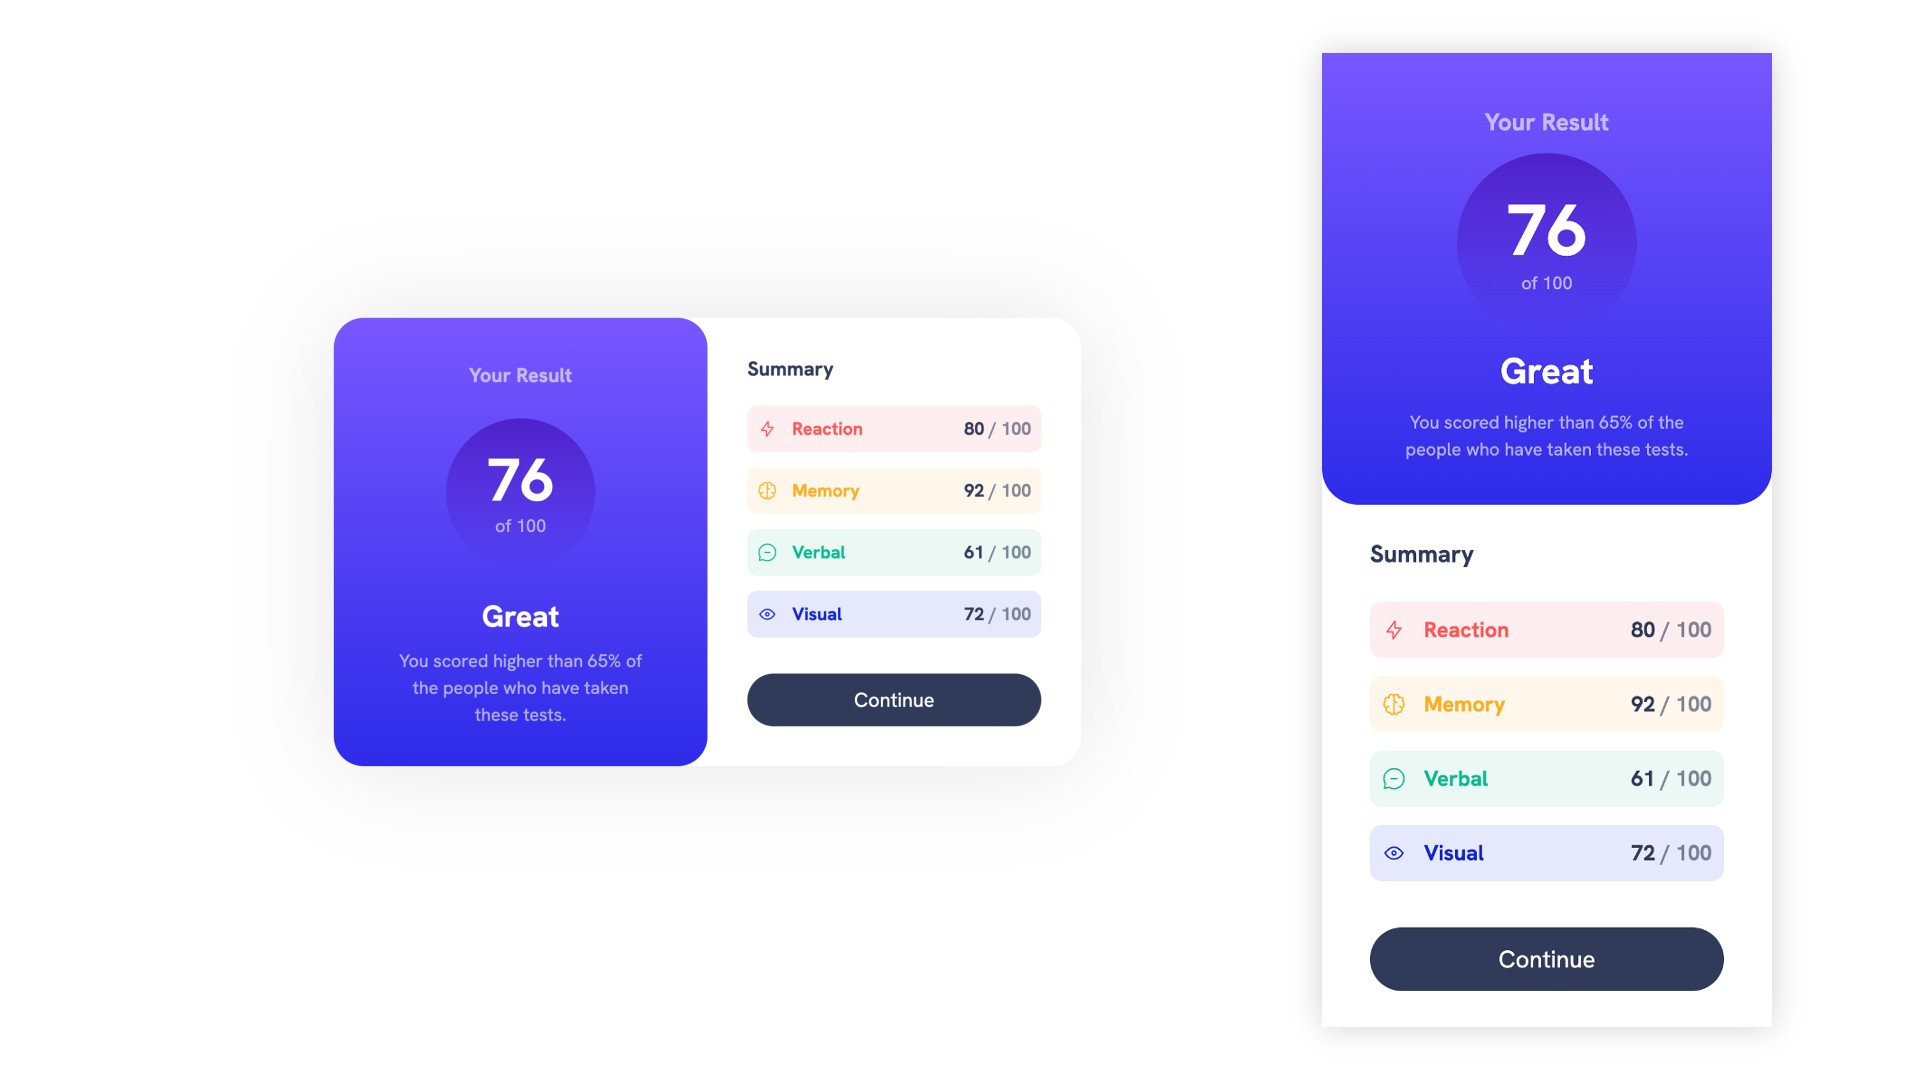 Your Result
76
of 100
Great
You scored higher than 65% of
the people who have taken
these tests.
Summary
Reaction 80 / 100
Memory 92 / 100
Verbal 61 / 100
Visual 72 / 100
Continue
Your Result
76
of 100
Great
You scored higher than 65% of the
people who have taken these tests.
Summary
Reaction 80 / 100
Memory 92 / 100
Verbal 61 / 100
Visual 72 / 100
Continue